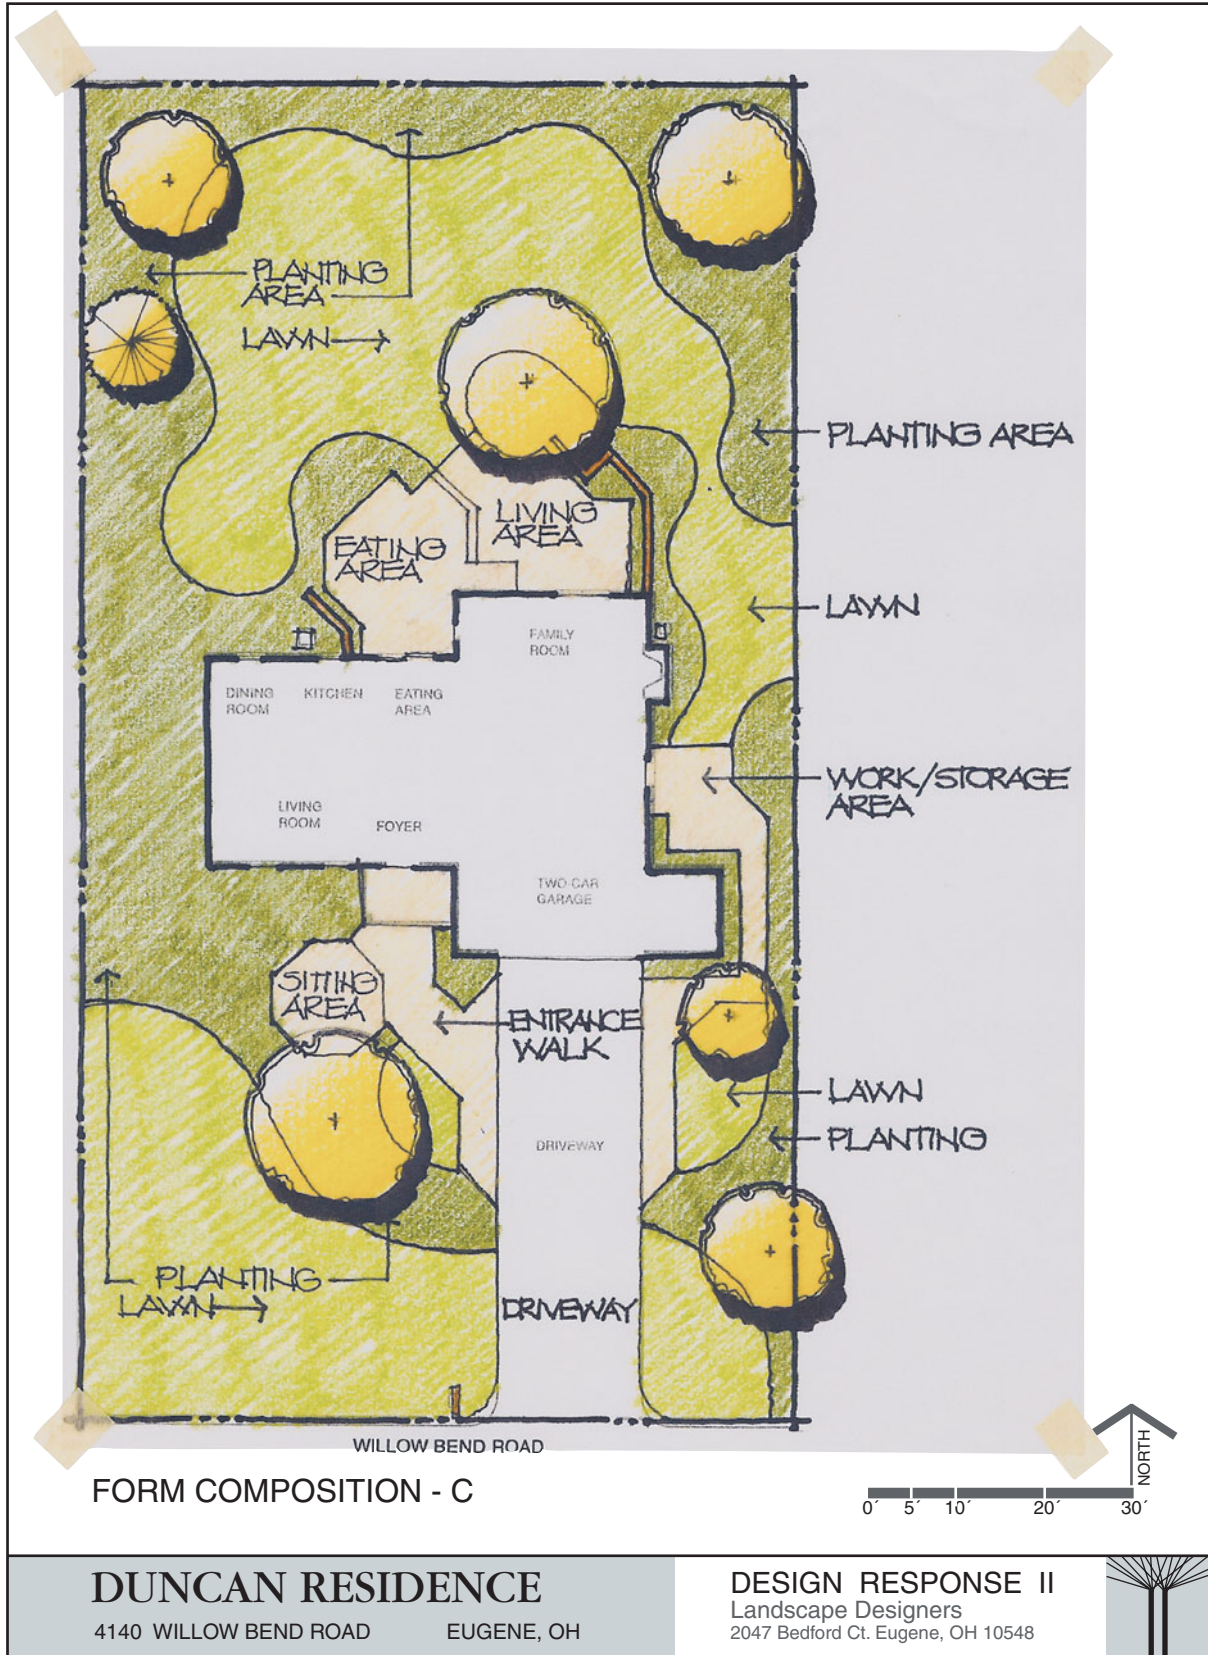 PLANTING
AREA
LAWN
PLANTING AREA
LIVING
AREA
EATING
AREA
LAWN
FAMILY
ROOM
DINING
ROOM
KITCHEN
EATING
AREA
WORK/STORAGE
AREA
LIVING
ROOM
FOYER
TWO-CAR
GARAGE
SITTING
AREA
ENTRANCE
WALK
LAWN
PLANTING
DRIVEWAY
PLANTING
LAWN
DRIVEWAY
WILLOW BEND ROAD
NORTH
FORM COMPOSITION - C
0´ 5´ 10´ 20´ 30´
DUNCAN RESIDENCE
4140 WILLOW BEND ROAD EUGENE, OH
DESIGN RESPONSE II
Landscape Designers
2047 Bedford Ct. Eugene, OH 10548